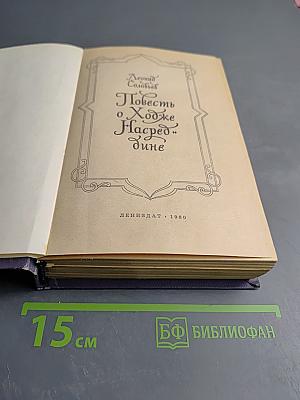 Леонид
Соловьев
Повесть
о Ходже
Насред-
дине
ЛЕНИЗДАТ · 1980
15 см
БФ БИБЛИОФАН